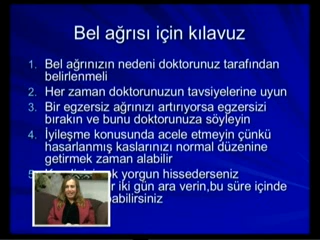 Bel ağrısı için kılavuz
1. Bel ağrınızın nedeni doktorunuz tarafından
belirlenmeli
2. Her zaman doktorunuzun tavsiyelerine uyun
3. Bir egzersiz ağrınızı artırıyorsa egzersizi
bırakın ve bunu doktorunuza söyleyin
4. İyileşme konusunda acele etmeyin çünkü
hasarlanmış kaslarınızı normal düzenine
getirmek zaman alabilir
yorgun hissederseniz
iki gün ara verin,bu süre içinde